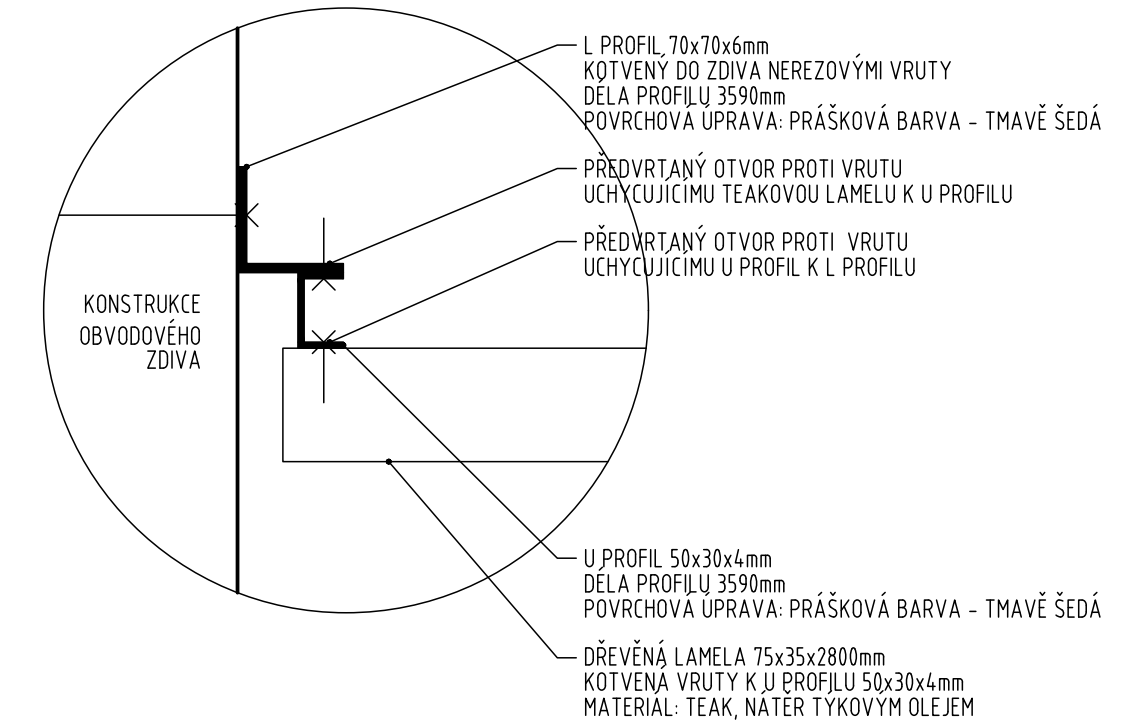 L PROFIL 70x70x6mm
KOTVENÝ DO ZDIVA NEREZOVÝMI VRUTY
DÉLA PROFILU 3590mm
POVRCHOVÁ ÚPRAVA: PRÁŠKOVÁ BARVA - TMAVĚ ŠEDÁ
PŘEDVRTANÝ OTVOR PROTI VRUTU
UCHYCUJÍCÍMU TEAKOVOU LAMELU K U PROFILU
PŘEDVRTANÝ OTVOR PROTI VRUTU
UCHYCUJÍCÍMU U PROFIL K L PROFILU
KONSTRUKCE
OBVODOVÉHO
ZDIVA
U PROFIL 50x30x4mm
DÉLA PROFILU 3590mm
POVRCHOVÁ ÚPRAVA: PRÁŠKOVÁ BARVA - TMAVĚ ŠEDÁ
DŘEVĚNÁ LAMELA 75x35x2800mm
KOTVENÁ VRUTY K U PROFILU 50x30x4mm
MATERIÁL: TEAK, NÁTĚR TÝKOVÝM OLEJEM